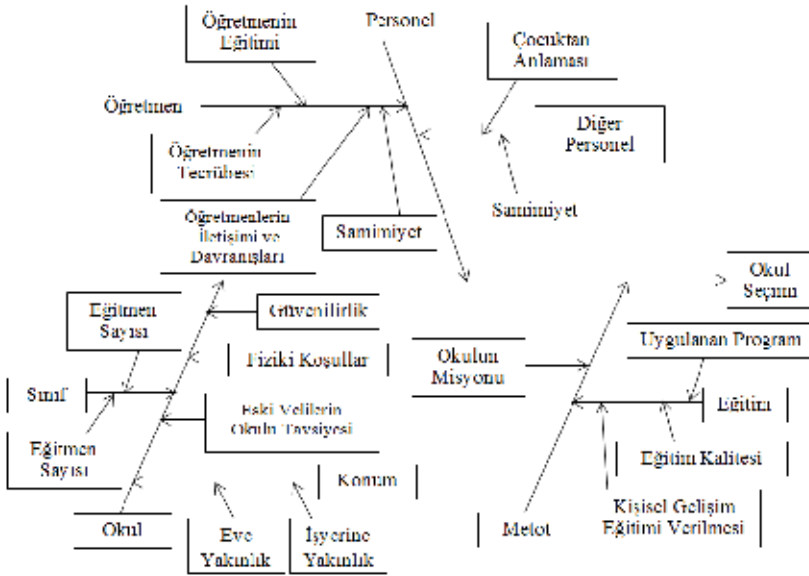 Öğretmenin
Eğitimi
Personel
Çocuktan
Anlaması
Öğretmen
Diğer
Personel
Öğretmenin
Tecrübesi
Samimiyet
Öğretmenlerin
İletişimi ve
Davranışları
Samimiyet
Okul
Seçimi
Eğitmen
Sayısı
Güvenilirlik
Uygulanan Program
Fiziki Koşullar
Okulun
Misyonu
Sınıf
Eski Velilerin
Okulu Tavsiyesi
Eğitim
Eğitmen
Sayısı
Eğitim Kalitesi
Konum
Okul
Eve
Yakınlık
İşyerine
Yakınlık
Metot
Kişisel Gelişim
Eğitimi Verilmesi